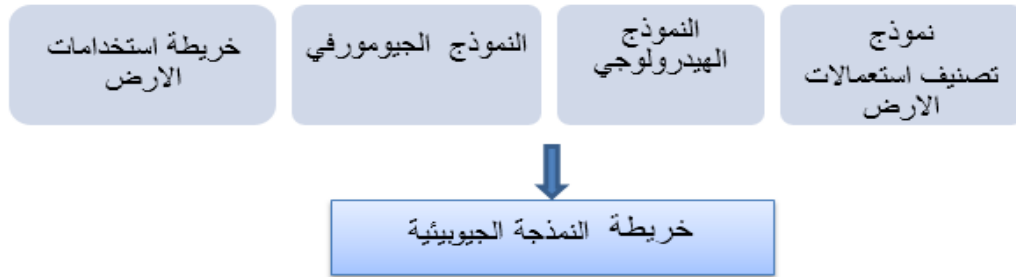 نموذج
تصنيف استعمالات
الارض
النموذج
الهيدرولوجي
النموذج الجيومورفي
خريطة استخدامات
الارض
خريطة النمذجة الجيوبيئية